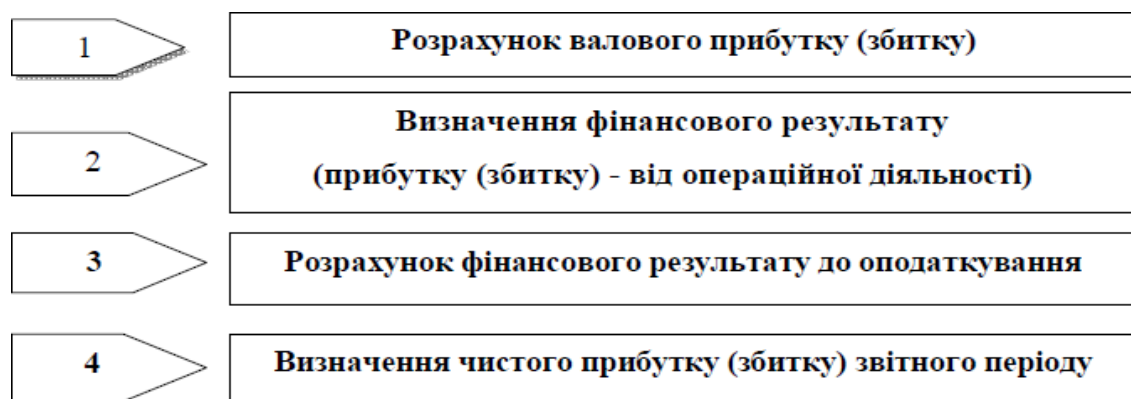 1
Розрахунок валового прибутку (збитку)
2
Визначення фінансового результату
(прибутку (збитку) - від операційної діяльності)
3
Розрахунок фінансового результату до оподаткування
4
Визначення чистого прибутку (збитку) звітного періоду